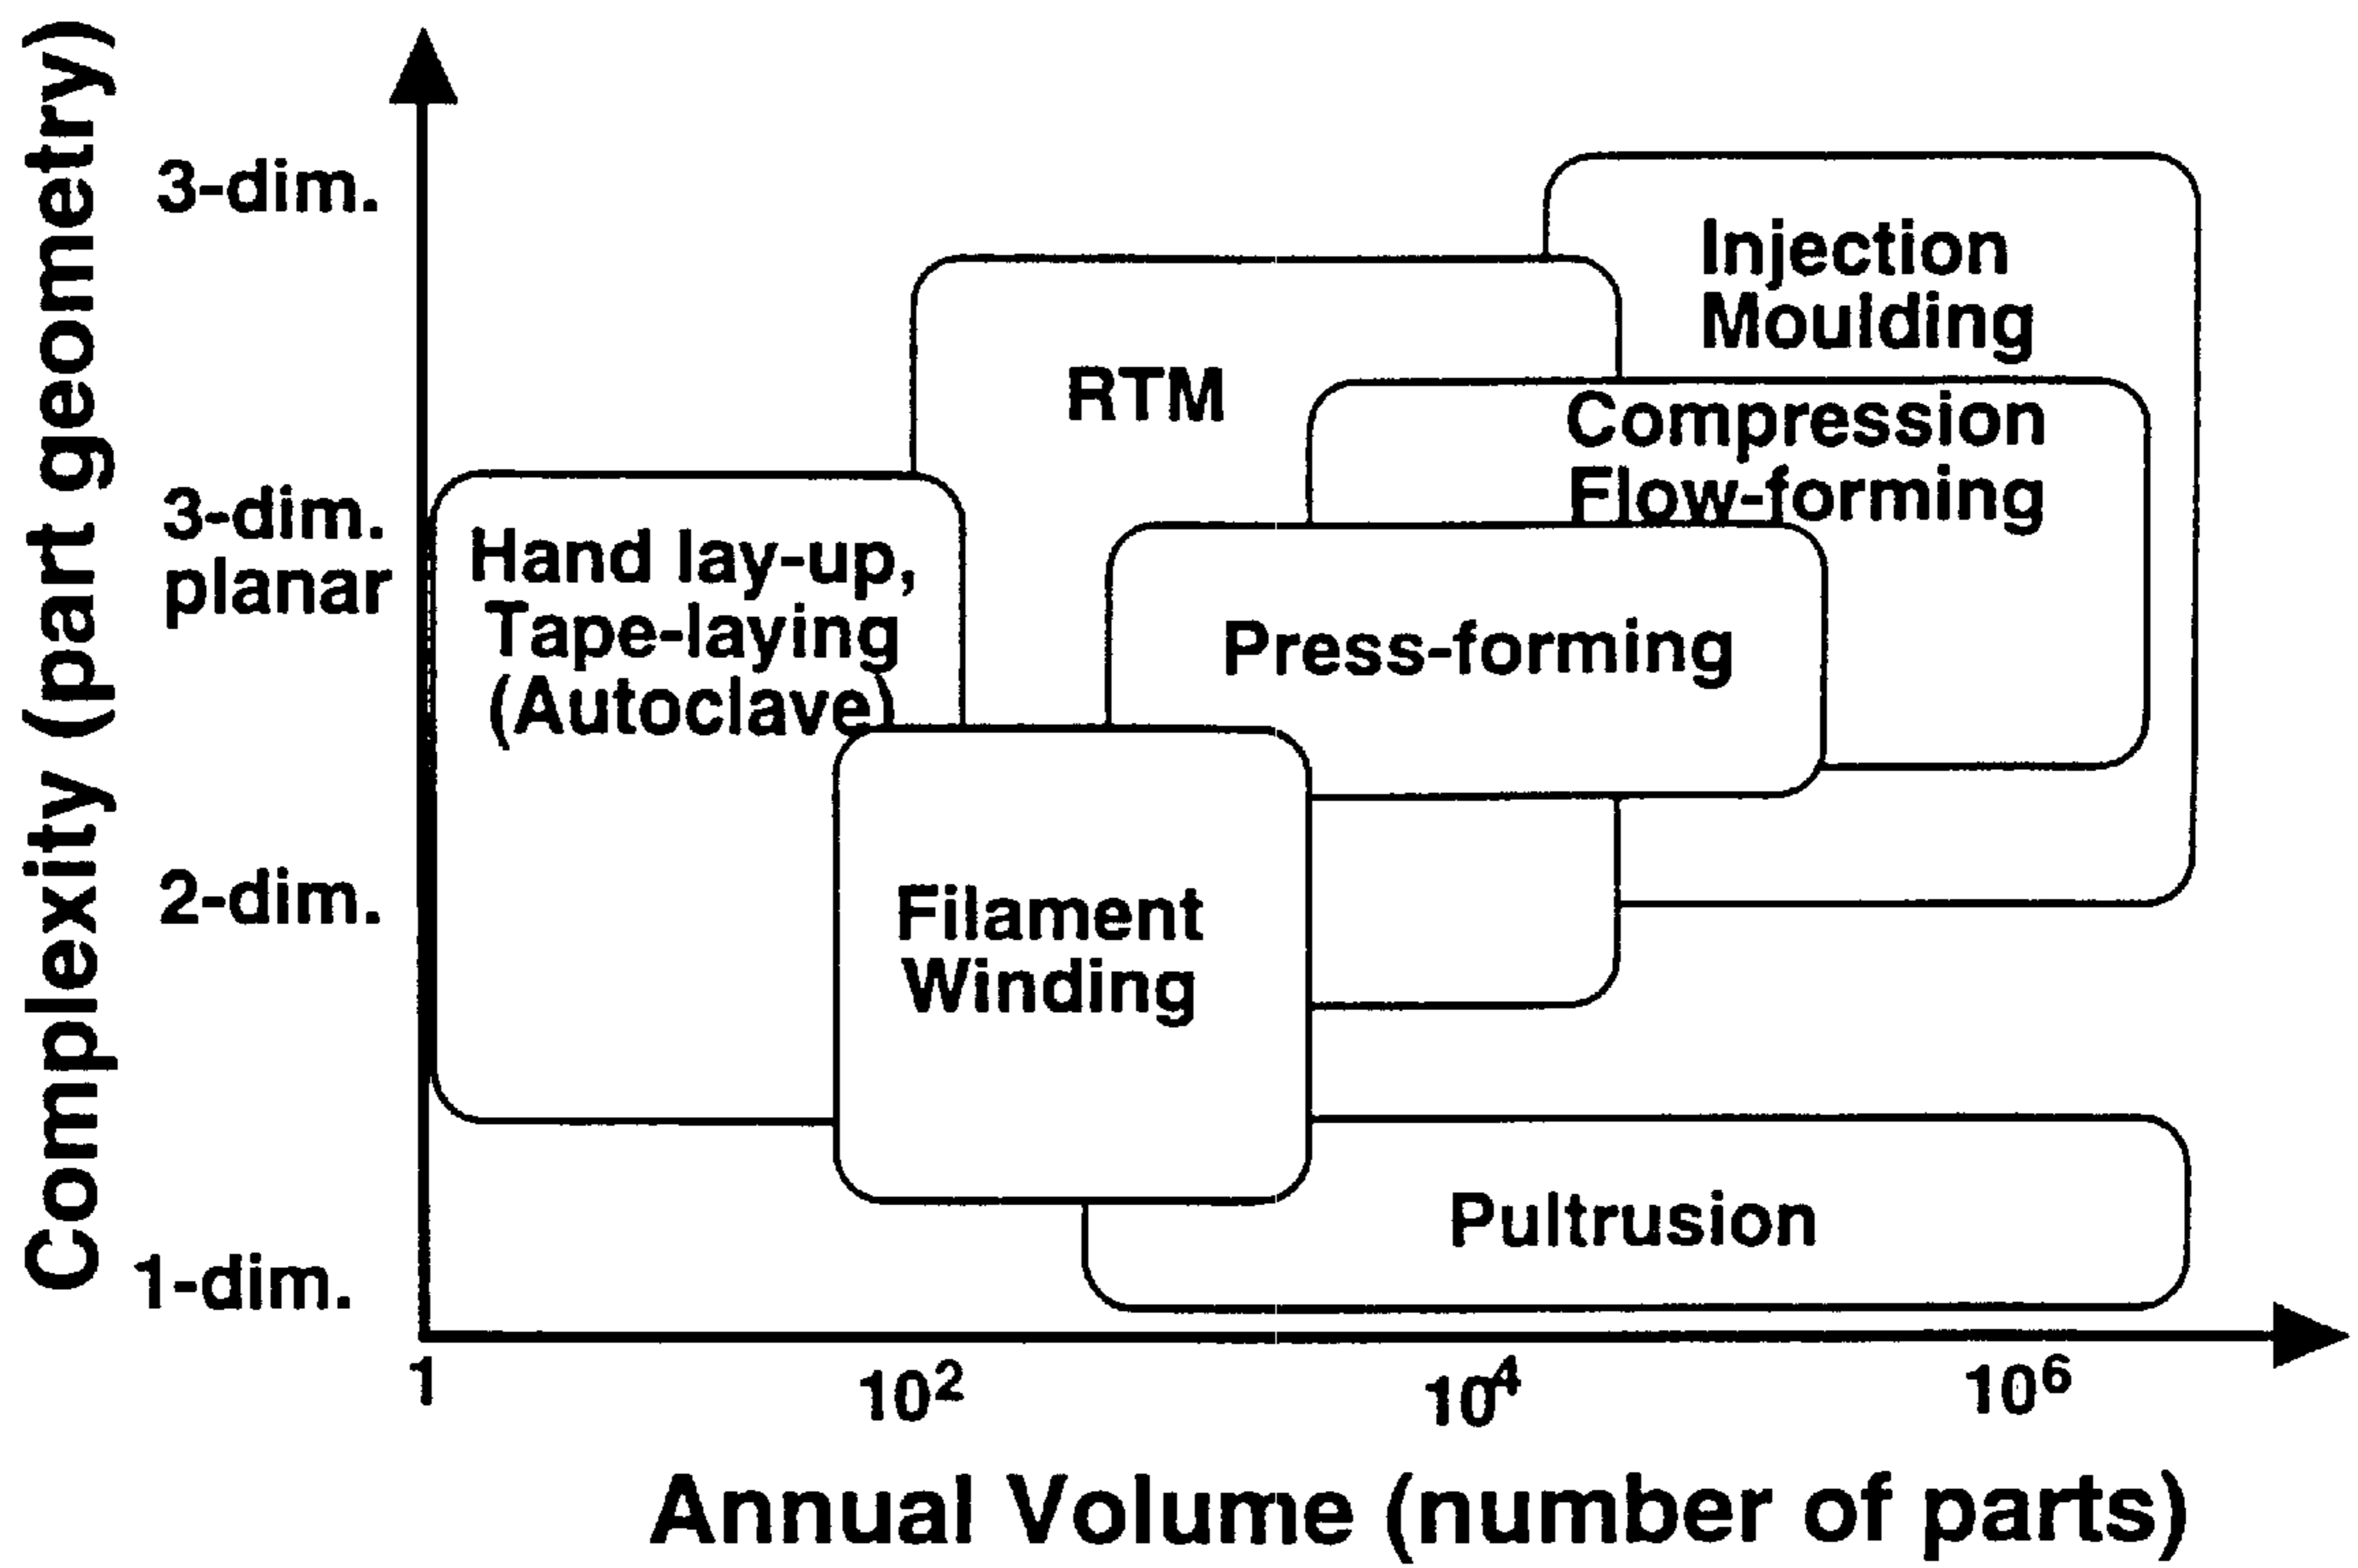 Complexity (part geometry)
3-dim.
3-dim.
planar
2-dim.
1-dim.
Injection
Moulding
RTM
Compression
Flow-forming
Hand lay-up,
Tape-laying
(Autoclave)
Press-forming
Filament
Winding
Pultrusion
1
10²
10⁴
10⁶
Annual Volume (number of parts)